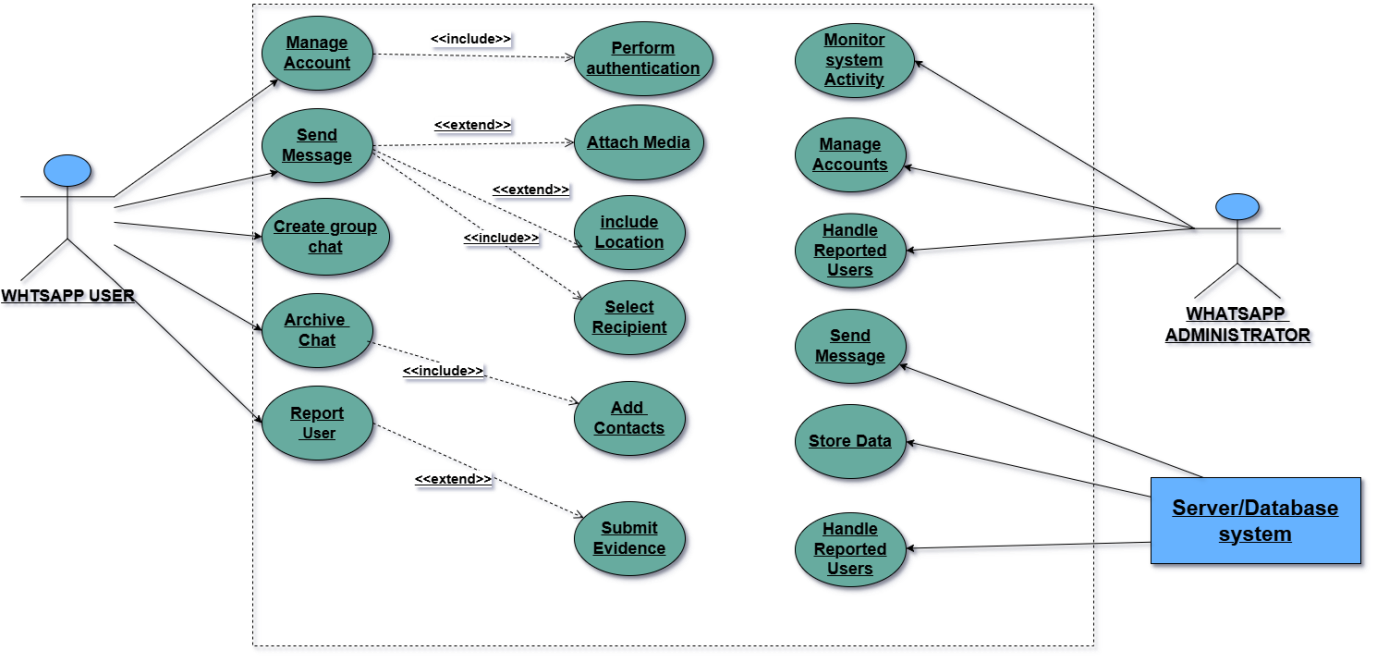 Manage
Account
<<include>>
Perform
authentication
Monitor
system
Activity
Send
Message
<<extend>>
Attach Media
Manage
Accounts
<<extend>>
include
Location
Create group
chat
<<include>>
Handle
Reported
Users
WHTSAPP USER
Select
Recipient
WHATSAPP
ADMINISTRATOR
Archive
Chat
Send
Message
<<include>>
Add
Contacts
Report
User
Store Data
<<extend>>
Submit
Evidence
Handle
Reported
Users
Server/Database
system